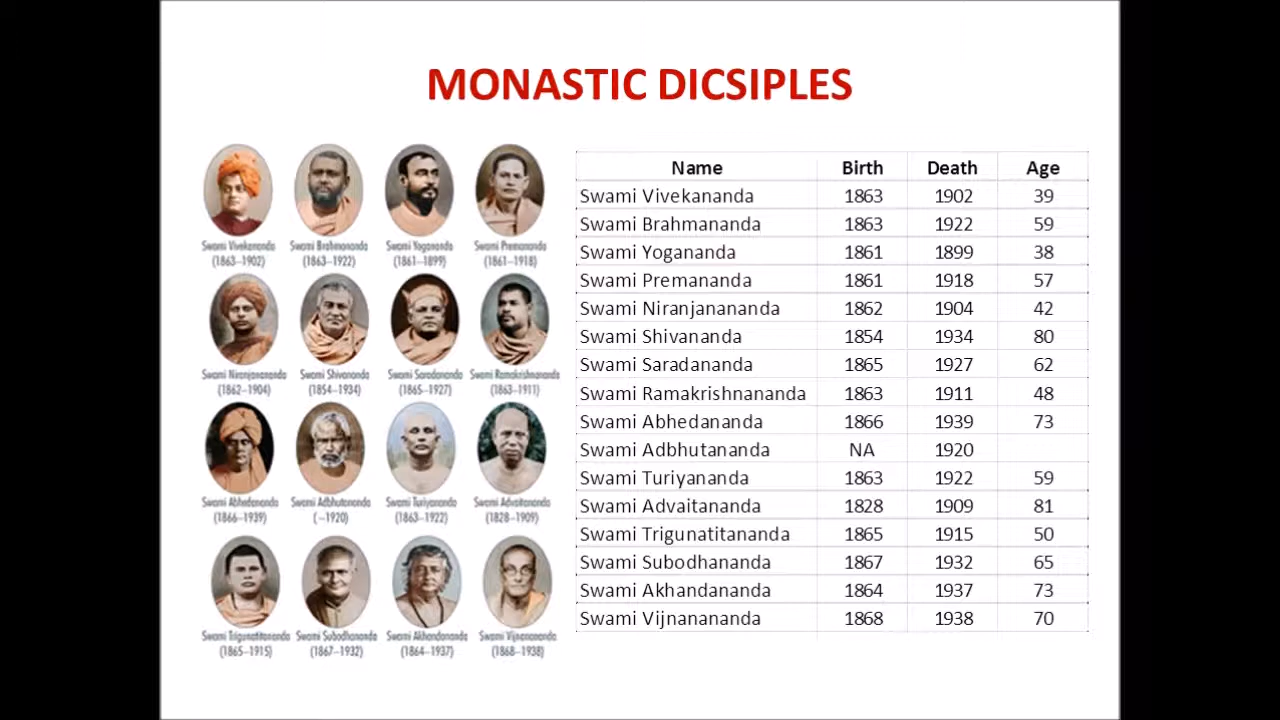 MONASTIC DICSIPLES
Swami Vivekananda Swami Brahmananda Swami Yogananda Swami Premananda
(1863–1902) (1863–1922) (1861–1899) (1861–1918)
Swami Niranjanananda Swami Shivananda Swami Saradananda Swami Ramakrishnananda
(1862–1904) (1854–1934) (1865–1927) (1863–1911)
Swami Abhedananda Swami Adbhutananda Swami Turiyananda Swami Advaitananda
(1866–1939) (–1920) (1863–1922) (1828–1909)
Swami Trigunatitananda Swami Subodhananda Swami Akhandananda Swami Vijnanananda
(1865–1915) (1867–1932) (1864–1937) (1868–1938)
Name Birth Death Age
Swami Vivekananda 1863 1902 39
Swami Brahmananda 1863 1922 59
Swami Yogananda 1861 1899 38
Swami Premananda 1861 1918 57
Swami Niranjanananda 1862 1904 42
Swami Shivananda 1854 1934 80
Swami Saradananda 1865 1927 62
Swami Ramakrishnananda 1863 1911 48
Swami Abhedananda 1866 1939 73
Swami Adbhutananda NA 1920
Swami Turiyananda 1863 1922 59
Swami Advaitananda 1828 1909 81
Swami Trigunatitananda 1865 1915 50
Swami Subodhananda 1867 1932 65
Swami Akhandananda 1864 1937 73
Swami Vijnanananda 1868 1938 70